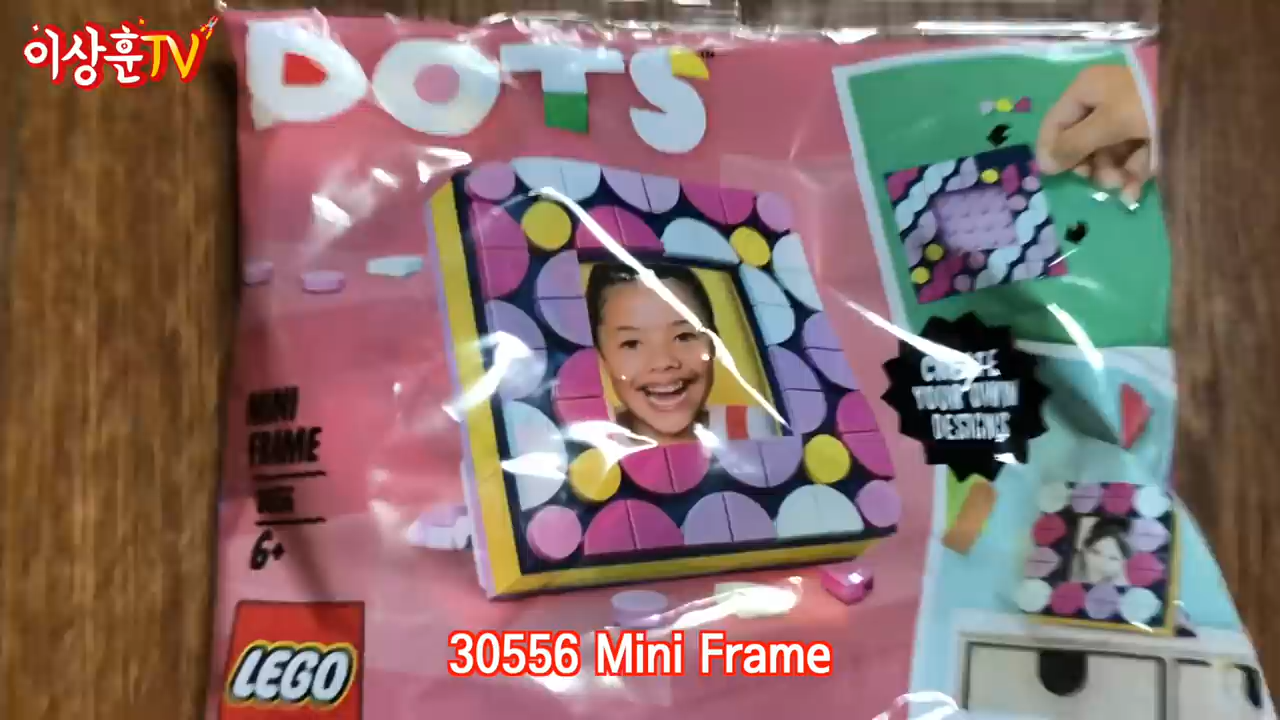 이상훈TV
DOTS
CREATE
YOUR OWN
DESIGNS
MINI
FRAME
6+
LEGO
30556 Mini Frame